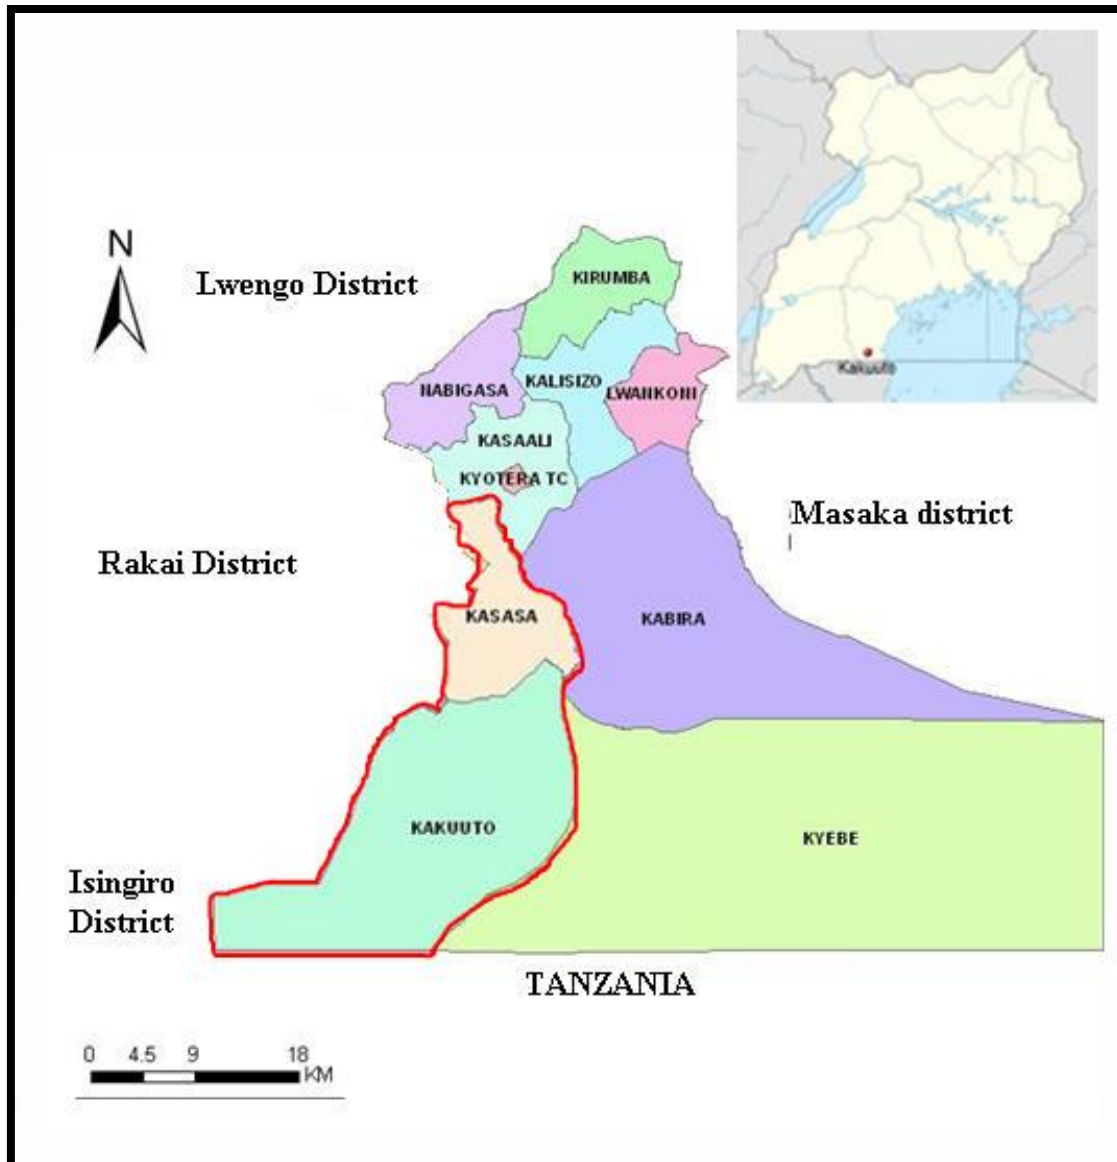 Kakuuto
N
Lwengo District
KIRUMBA
NABIGASA
KALISIZO
LWANKONI
KASAALI
KYOTERA TC
Masaka district
Rakai District
KASASA
KABIRA
KAKUUTO
KYEBE
Isingiro
District
TANZANIA
0 4.5 9 18
KM